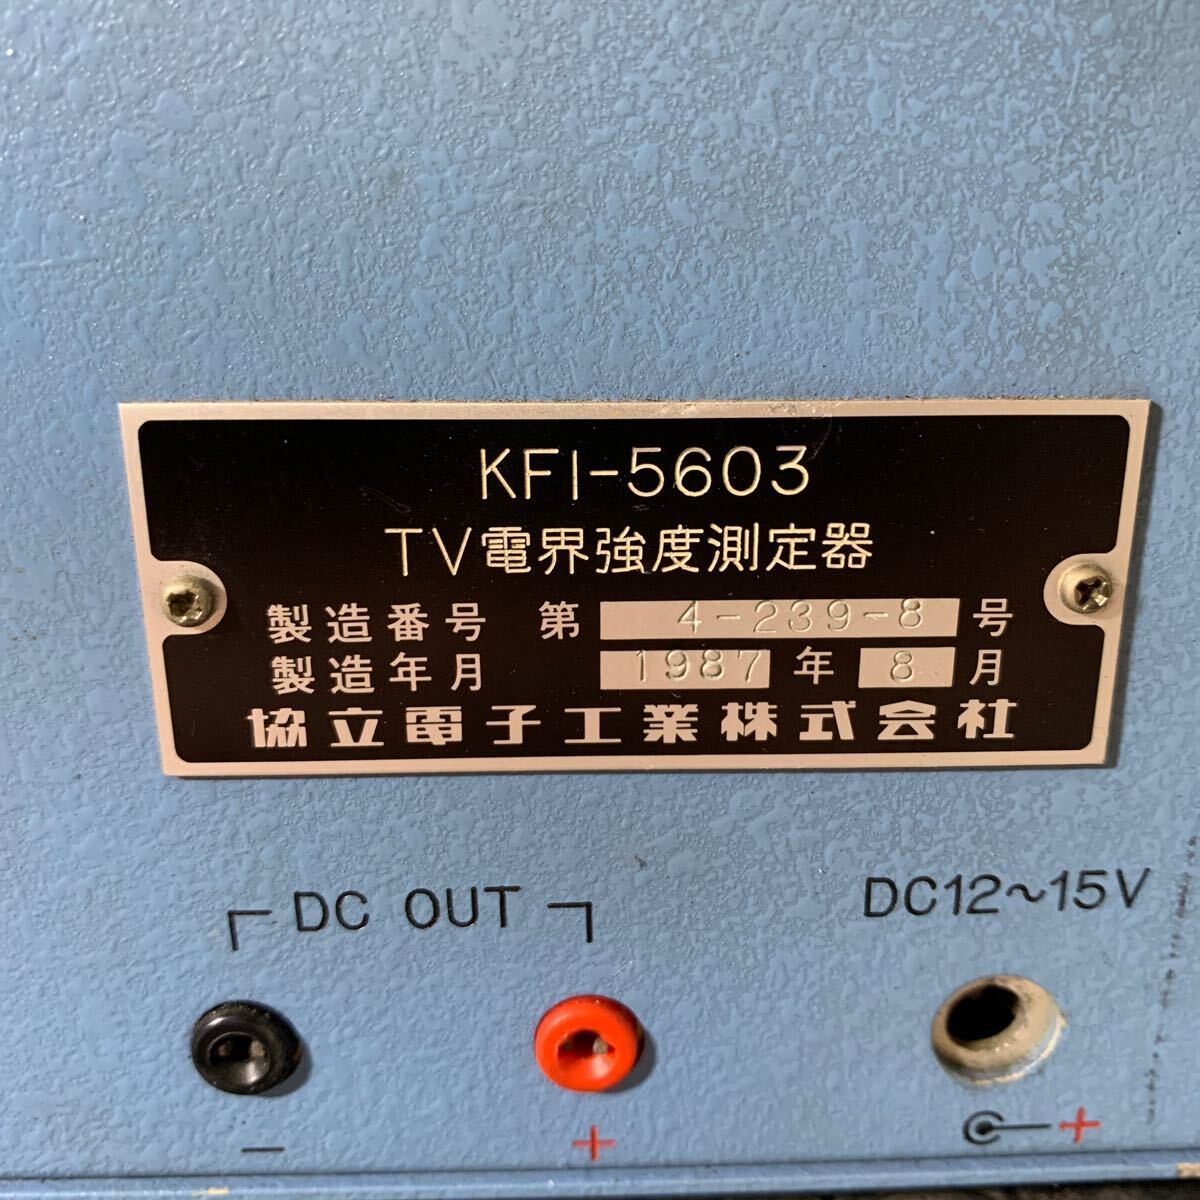 KFI-5603
TV電界強度測定器
製造番号 第 4-239-8 号
製造年月 1987 年 8 月
協立電子工業株式会社
DC OUT
DC12~15V
− +
+